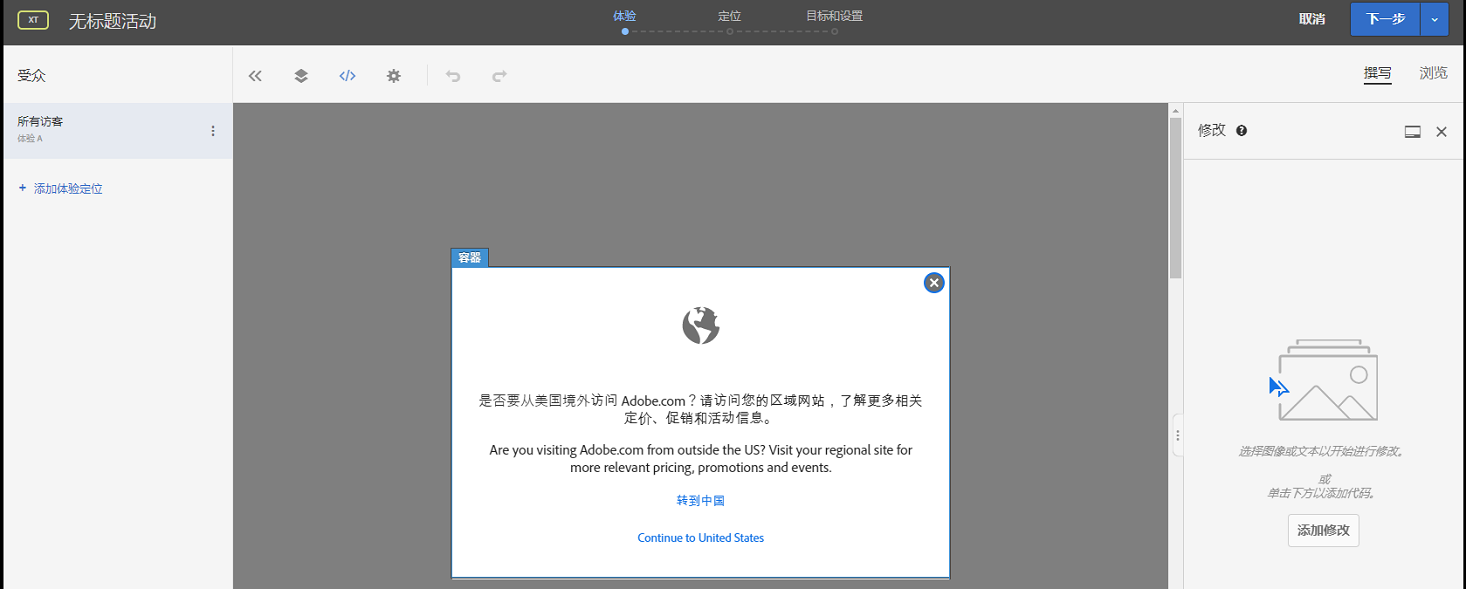 XT
无标题活动
体验
定位
目标和设置
取消
下一步
受众
</>
撰写
浏览
所有访客
体验 A
+ 添加体验定位
修改
容器
是否要从美国境外访问 Adobe.com？请访问您的区域网站，了解更多相关
定价、促销和活动信息。
Are you visiting Adobe.com from outside the US? Visit your regional site for
more relevant pricing, promotions and events.
转到中国
Continue to United States
选择图像或文本以开始进行修改。
或
单击下方以添加代码。
添加修改